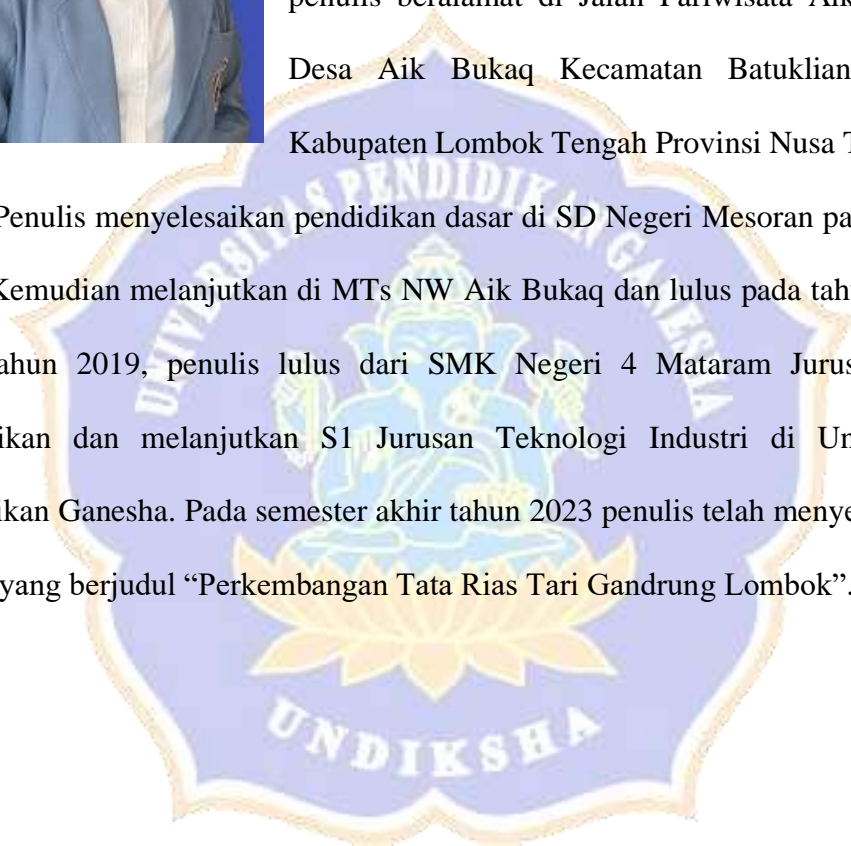 penulis beralamat di Jalan Pariwisata Aik
Desa Aik Bukaq Kecamatan Batuklian
Kabupaten Lombok Tengah Provinsi Nusa T
Penulis menyelesaikan pendidikan dasar di SD Negeri Mesoran pa
Kemudian melanjutkan di MTs NW Aik Bukaq dan lulus pada tah
ahun 2019, penulis lulus dari SMK Negeri 4 Mataram Jurus
ikan dan melanjutkan S1 Jurusan Teknologi Industri di Un
ikan Ganesha. Pada semester akhir tahun 2023 penulis telah menye
yang berjudul “Perkembangan Tata Rias Tari Gandrung Lombok”.
UNIVERSITAS PENDIDIKAN GANESHA
UNDIKSHA